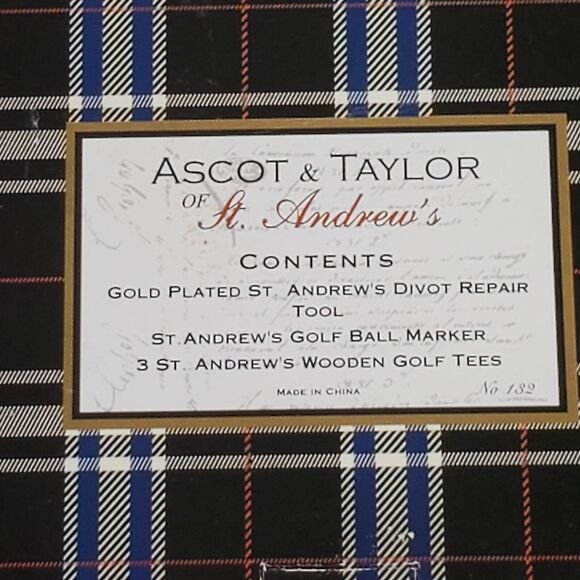 ASCOT & TAYLOR
OF St. Andrew's
CONTENTS
GOLD PLATED ST. ANDREW'S DIVOT REPAIR
TOOL
ST.ANDREW'S GOLF BALL MARKER
3 ST. ANDREW'S WOODEN GOLF TEES
MADE IN CHINA
No 132